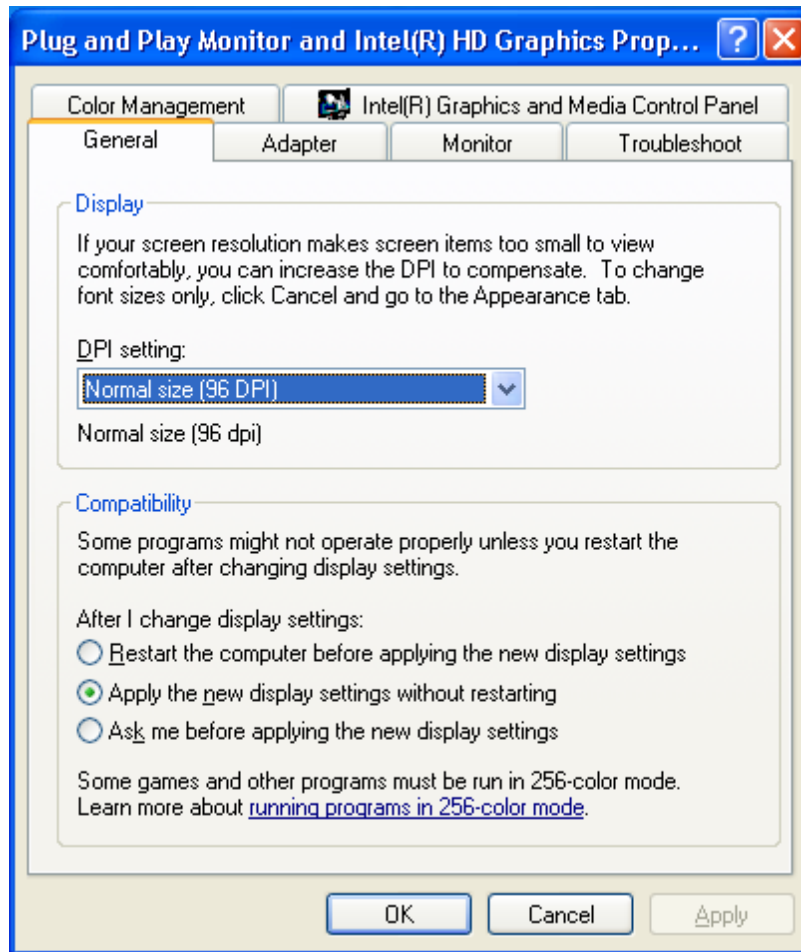 Plug and Play Monitor and Intel(R) HD Graphics Prop...
Color Management
Intel(R) Graphics and Media Control Panel
General
Adapter
Monitor
Troubleshoot
Display
If your screen resolution makes screen items too small to view
comfortably, you can increase the DPI to compensate. To change
font sizes only, click Cancel and go to the Appearance tab.
DPI setting:
Normal size (96 DPI)
Normal size (96 dpi)
Compatibility
Some programs might not operate properly unless you restart the
computer after changing display settings.
After I change display settings:
Restart the computer before applying the new display settings
Apply the new display settings without restarting
Ask me before applying the new display settings
Some games and other programs must be run in 256-color mode.
Learn more about running programs in 256-color mode.
OK
Cancel
Apply